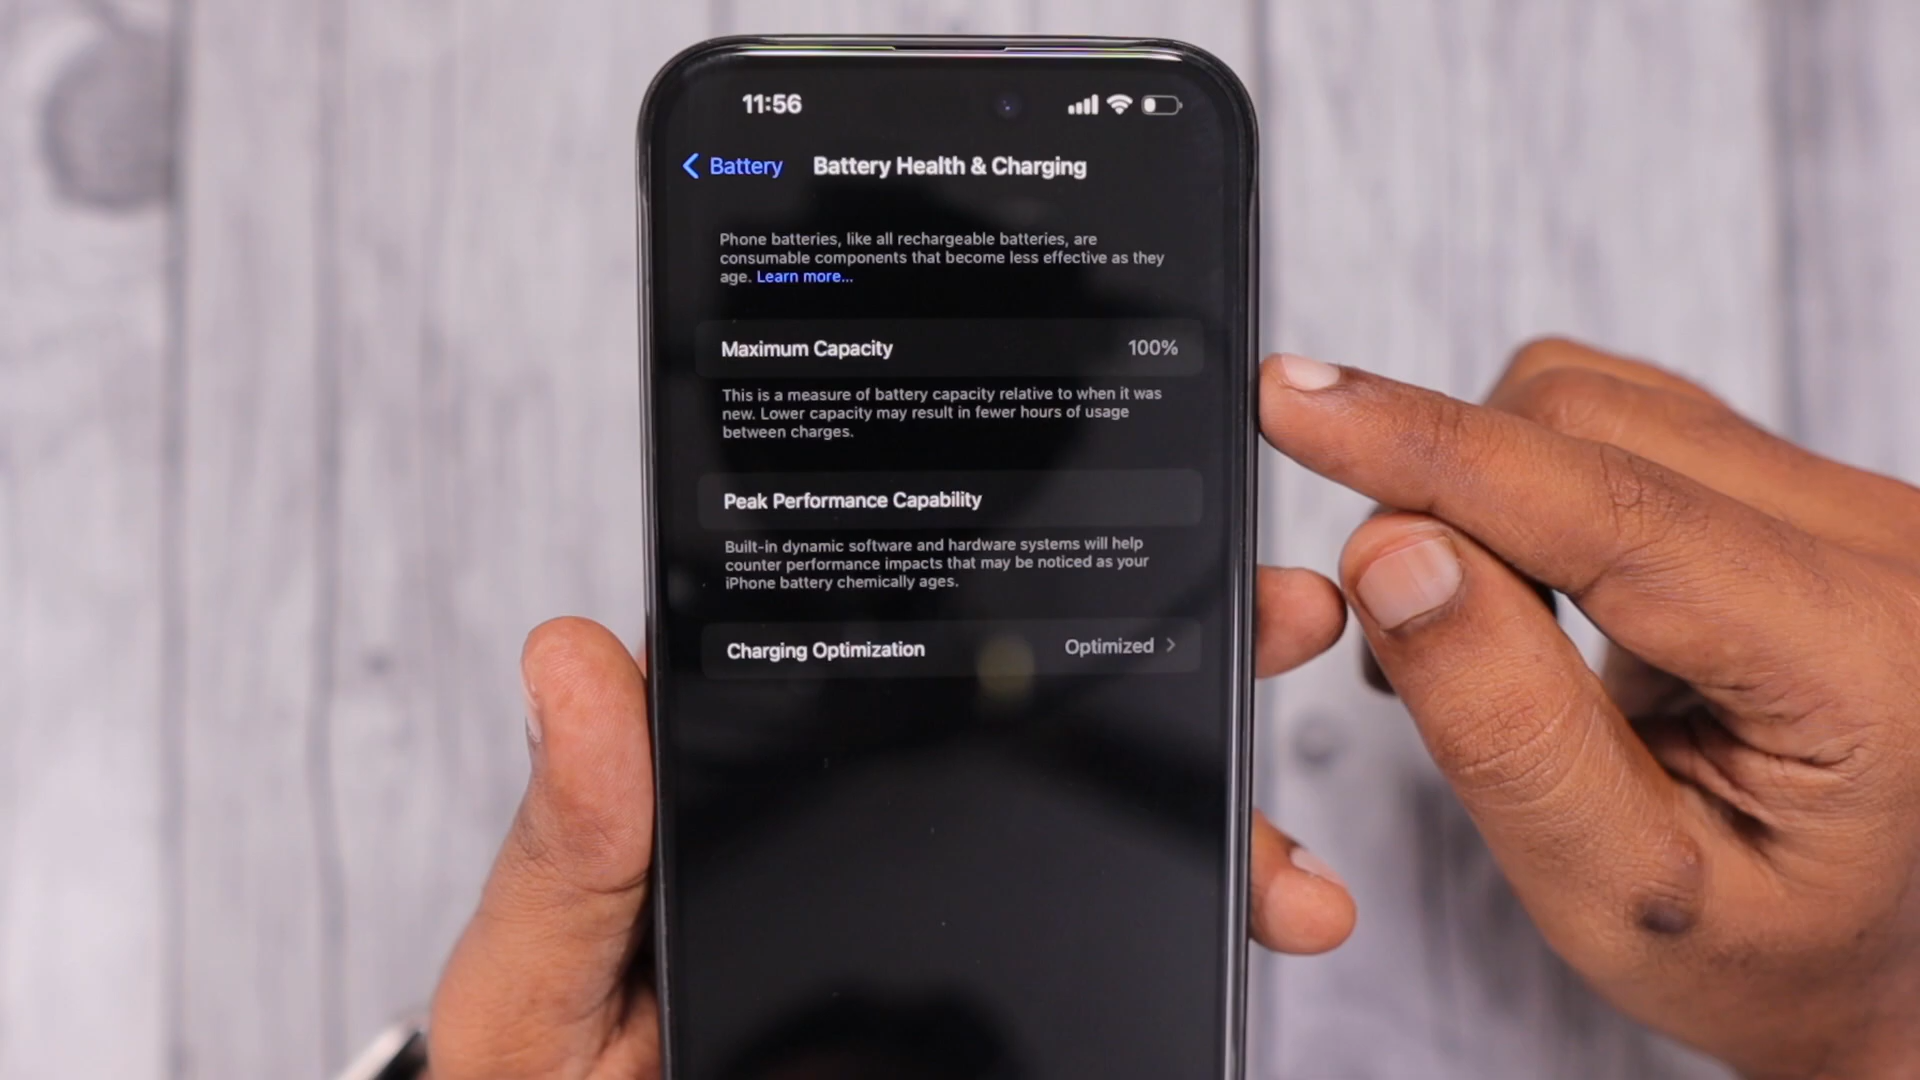 11:56
Battery Battery Health & Charging
Phone batteries, like all rechargeable batteries, are
consumable components that become less effective as they
age. Learn more...
Maximum Capacity 100%
This is a measure of battery capacity relative to when it was
new. Lower capacity may result in fewer hours of usage
between charges.
Peak Performance Capability
Built-in dynamic software and hardware systems will help
counter performance impacts that may be noticed as your
iPhone battery chemically ages.
Charging Optimization Optimized